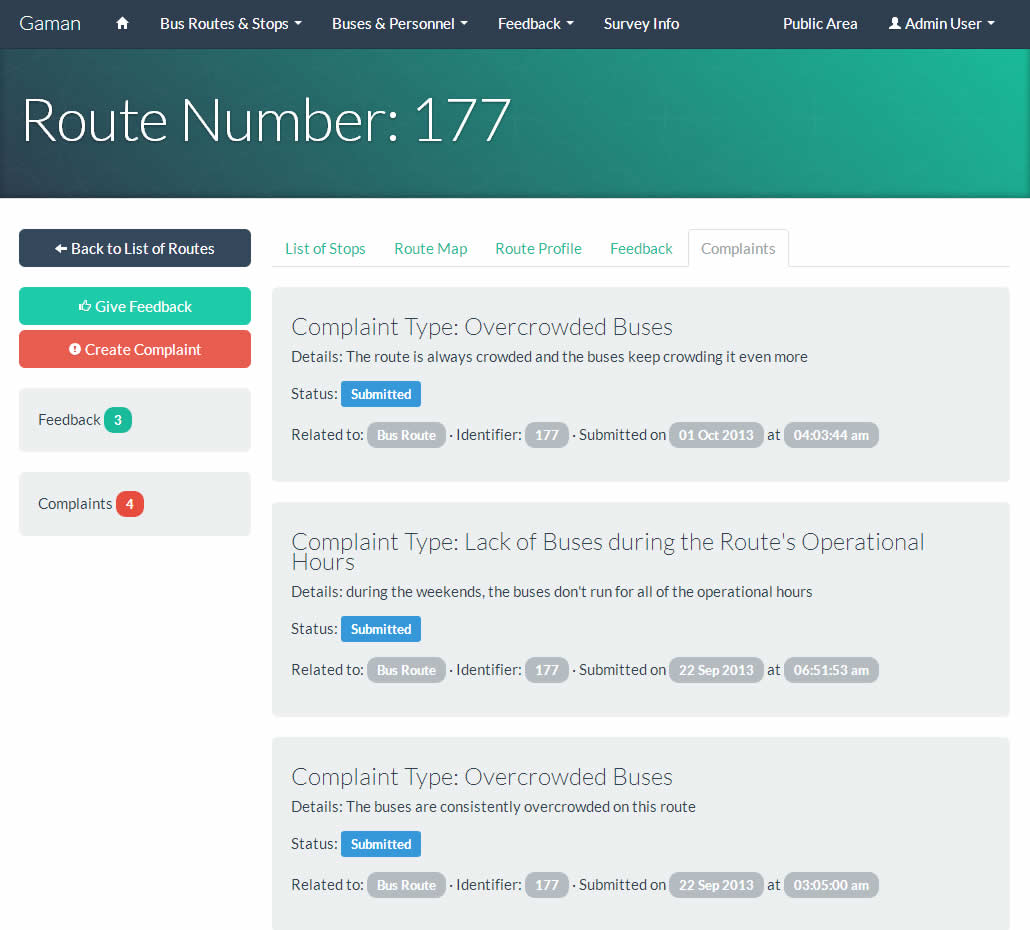 Gaman Bus Routes & Stops Buses & Personnel Feedback Survey Info Public Area Admin User
Route Number: 177
Back to List of Routes
Give Feedback
Create Complaint
Feedback 3
Complaints 4
List of Stops Route Map Route Profile Feedback Complaints
Complaint Type: Overcrowded Buses
Details: The route is always crowded and the buses keep crowding it even more
Status: Submitted
Related to: Bus Route · Identifier: 177 · Submitted on 01 Oct 2013 at 04:03:44 am
Complaint Type: Lack of Buses during the Route's Operational
Hours
Details: during the weekends, the buses don't run for all of the operational hours
Status: Submitted
Related to: Bus Route · Identifier: 177 · Submitted on 22 Sep 2013 at 06:51:53 am
Complaint Type: Overcrowded Buses
Details: The buses are consistently overcrowded on this route
Status: Submitted
Related to: Bus Route · Identifier: 177 · Submitted on 22 Sep 2013 at 03:05:00 am